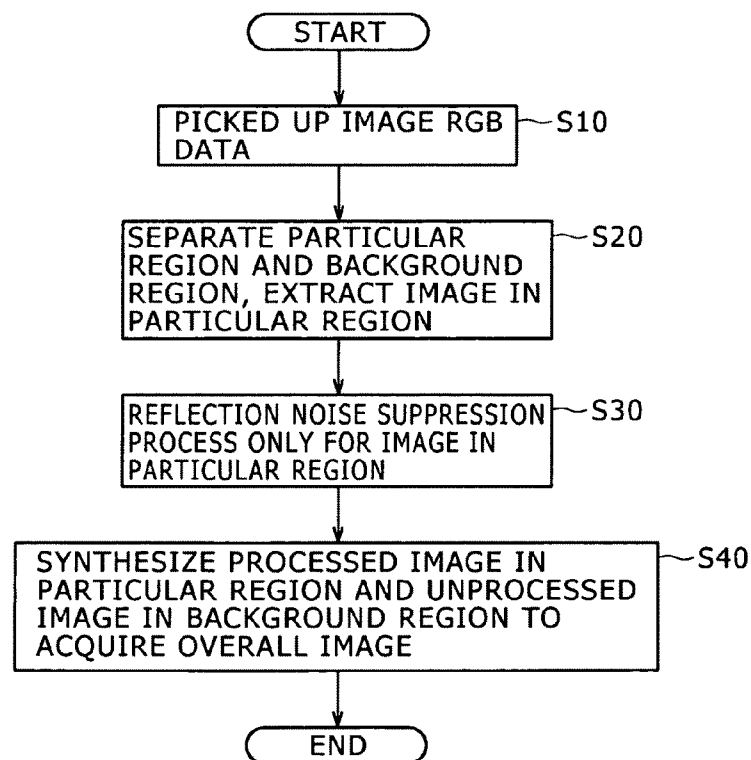 START
PICKED UP IMAGE RGB
DATA
S10
SEPARATE PARTICULAR
REGION AND BACKGROUND
REGION, EXTRACT IMAGE IN
PARTICULAR REGION
S20
REFLECTION NOISE SUPPRESSION
PROCESS ONLY FOR IMAGE IN
PARTICULAR REGION
S30
SYNTHESIZE PROCESSED IMAGE IN
PARTICULAR REGION AND UNPROCESSED
IMAGE IN BACKGROUND REGION TO
ACQUIRE OVERALL IMAGE
S40
END